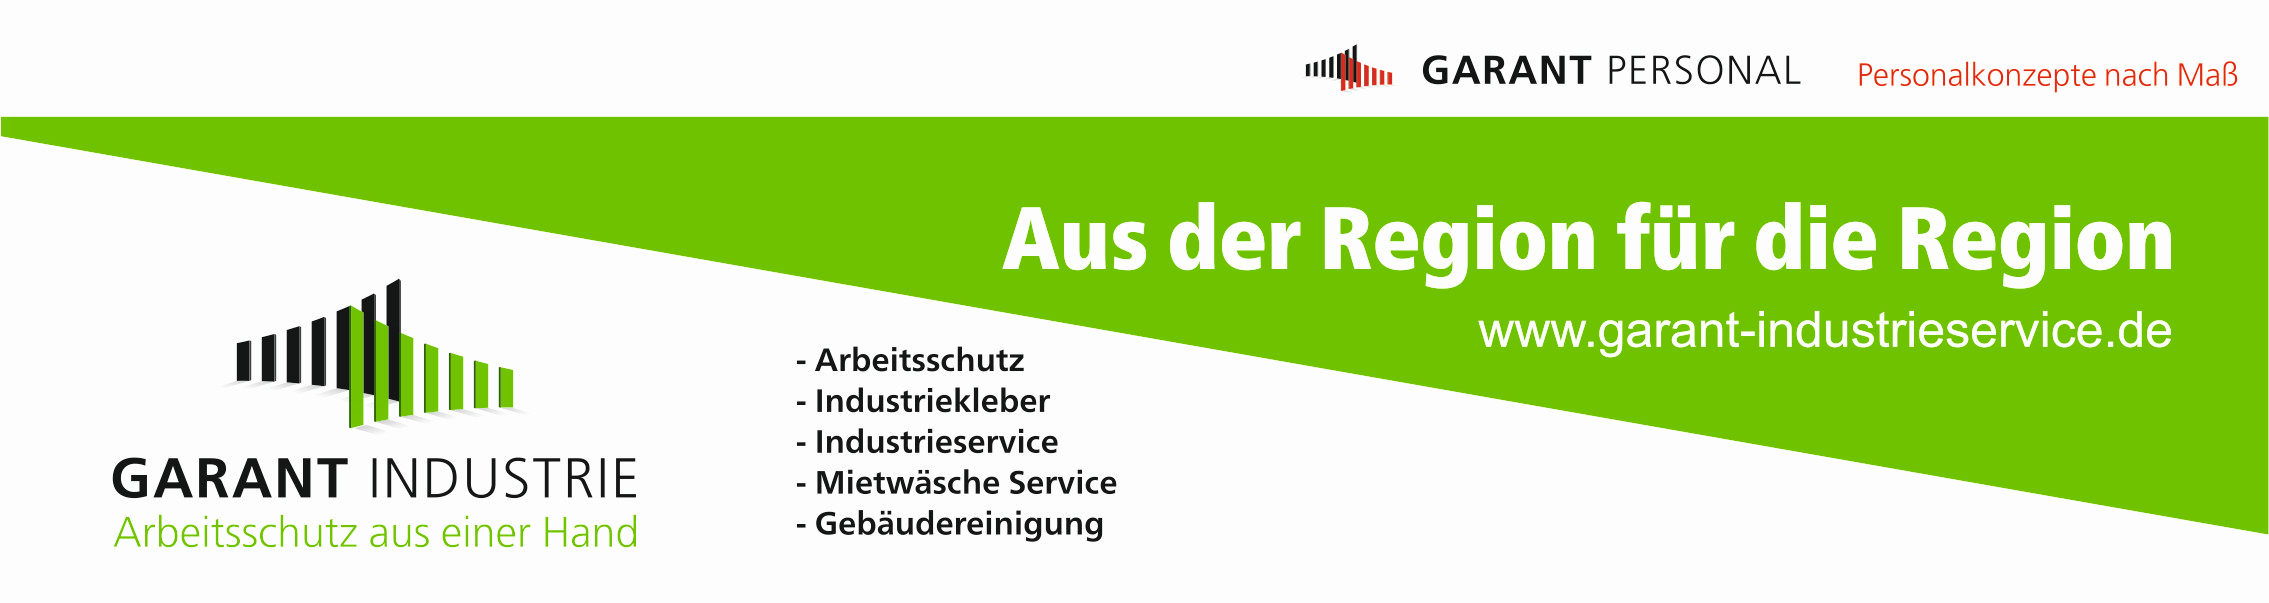 GARANT PERSONAL Personalkonzepte nach Maß
Aus der Region für die Region
www.garant-industrieservice.de
GARANT INDUSTRIE
Arbeitsschutz aus einer Hand
- Arbeitsschutz
- Industriekleber
- Industrieservice
- Mietwäsche Service
- Gebäudereinigung